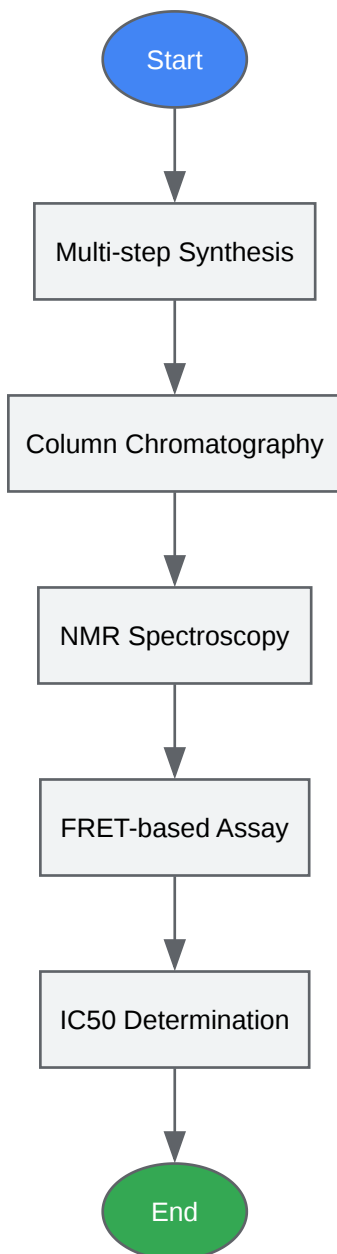 Start
Multi-step Synthesis
Column Chromatography
NMR Spectroscopy
FRET-based Assay
IC50 Determination
End